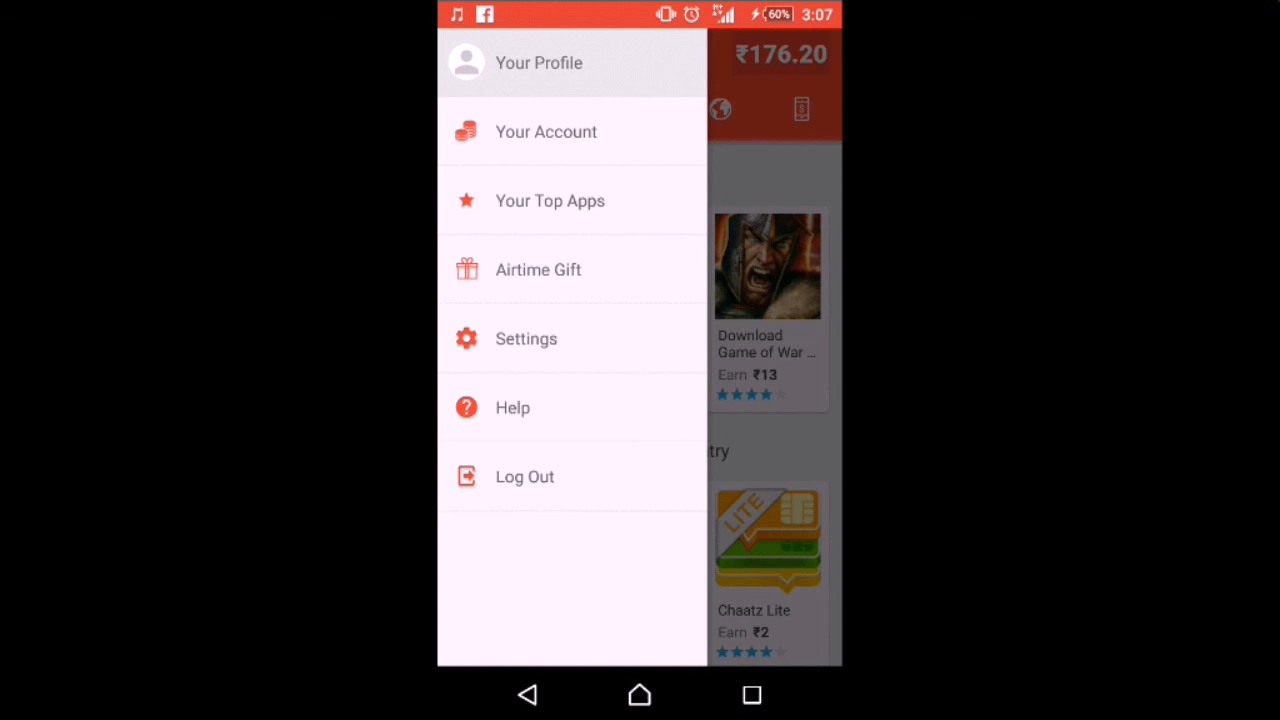 60% 3:07
Your Profile
₹176.20
Your Account
Your Top Apps
Airtime Gift
Download
Game of War ...
Settings
Earn ₹13
Help
try
Log Out
LITE
Chaatz Lite
Earn ₹2